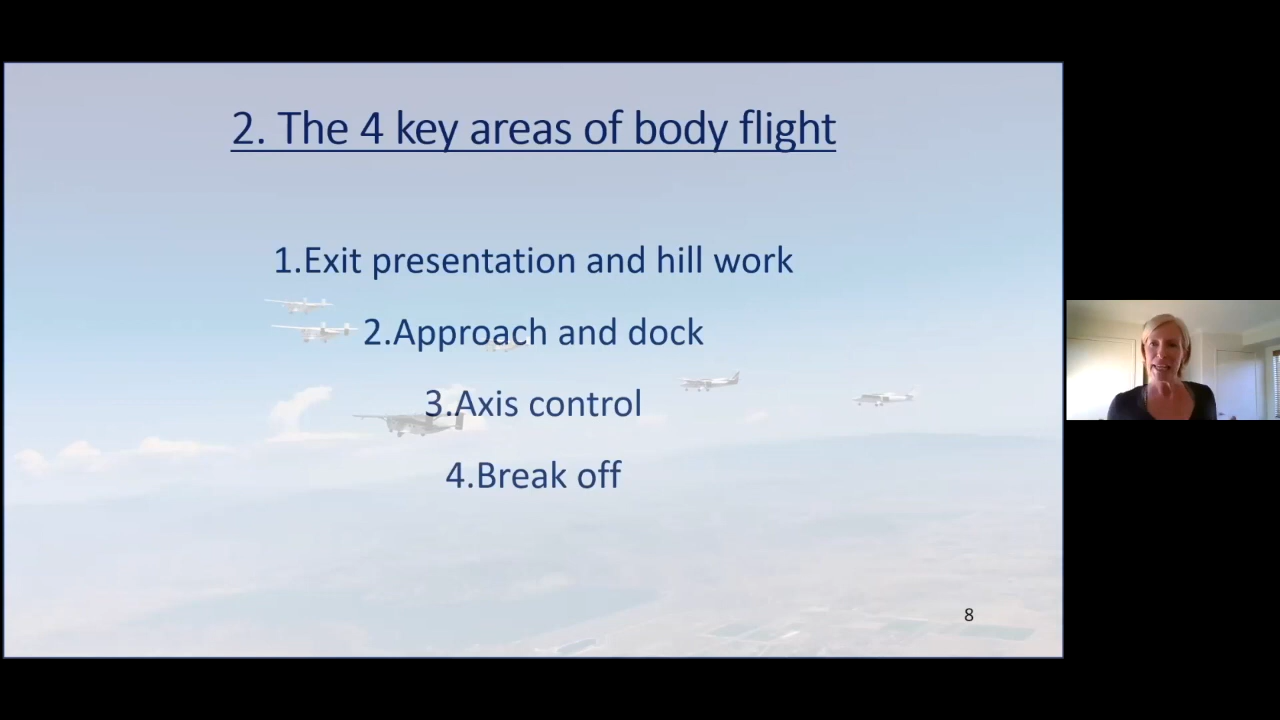 2. The 4 key areas of body flight
1.Exit presentation and hill work
2.Approach and dock
3.Axis control
4.Break off
8